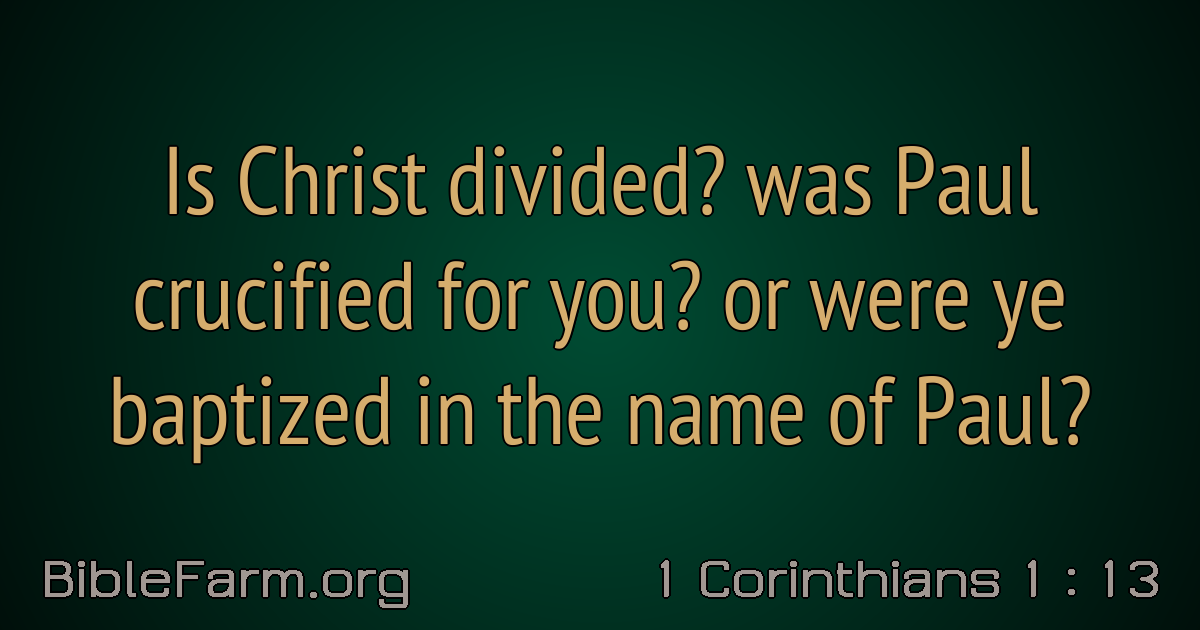 Is Christ divided? was Paul
crucified for you? or were ye
baptized in the name of Paul?
BibleFarm.org
1 Corinthians 1 : 13